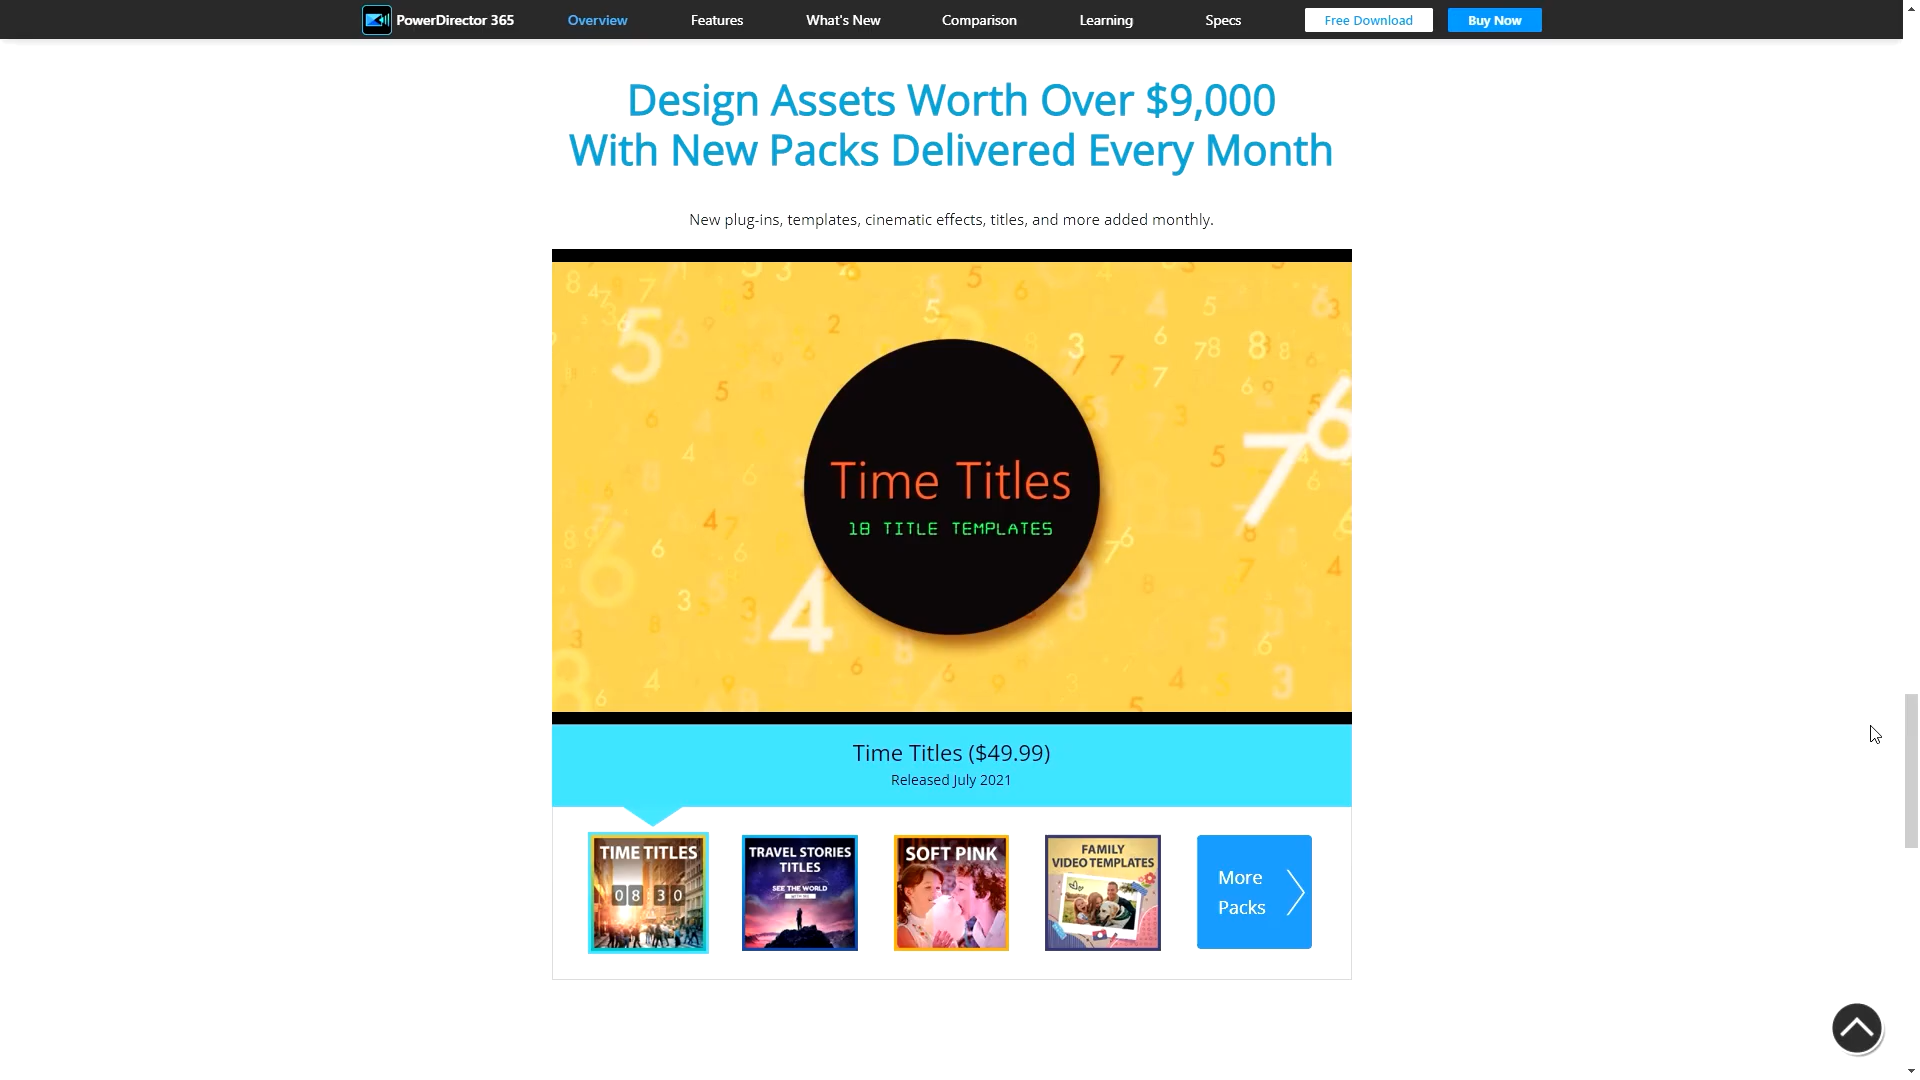 PowerDirector 365
Overview
Features
What's New
Comparison
Learning
Specs
Free Download
Buy Now
Design Assets Worth Over $9,000
With New Packs Delivered Every Month
New plug-ins, templates, cinematic effects, titles, and more added monthly.
Time Titles
18 TITLE TEMPLATES
Time Titles ($49.99)
Released July 2021
TIME TITLES
08 30
TRAVEL STORIES
TITLES
SEE THE WORLD
SOFT PINK
FAMILY
VIDEO TEMPLATES
More
Packs